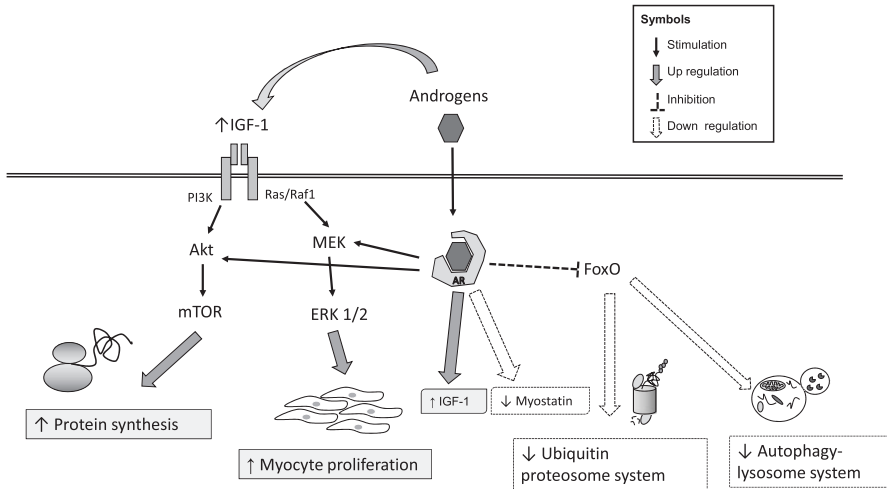 Symbols
Stimulation
Up regulation
Inhibition
Down regulation
Androgens
↑IGF-1
PI3K
Ras/Raf1
Akt
MEK
AR
FoxO
mTOR
ERK 1/2
↑ IGF-1
↓ Myostatin
↑ Protein synthesis
↑ Myocyte proliferation
↓ Ubiquitin
proteosome system
↓ Autophagy-
lysosome system